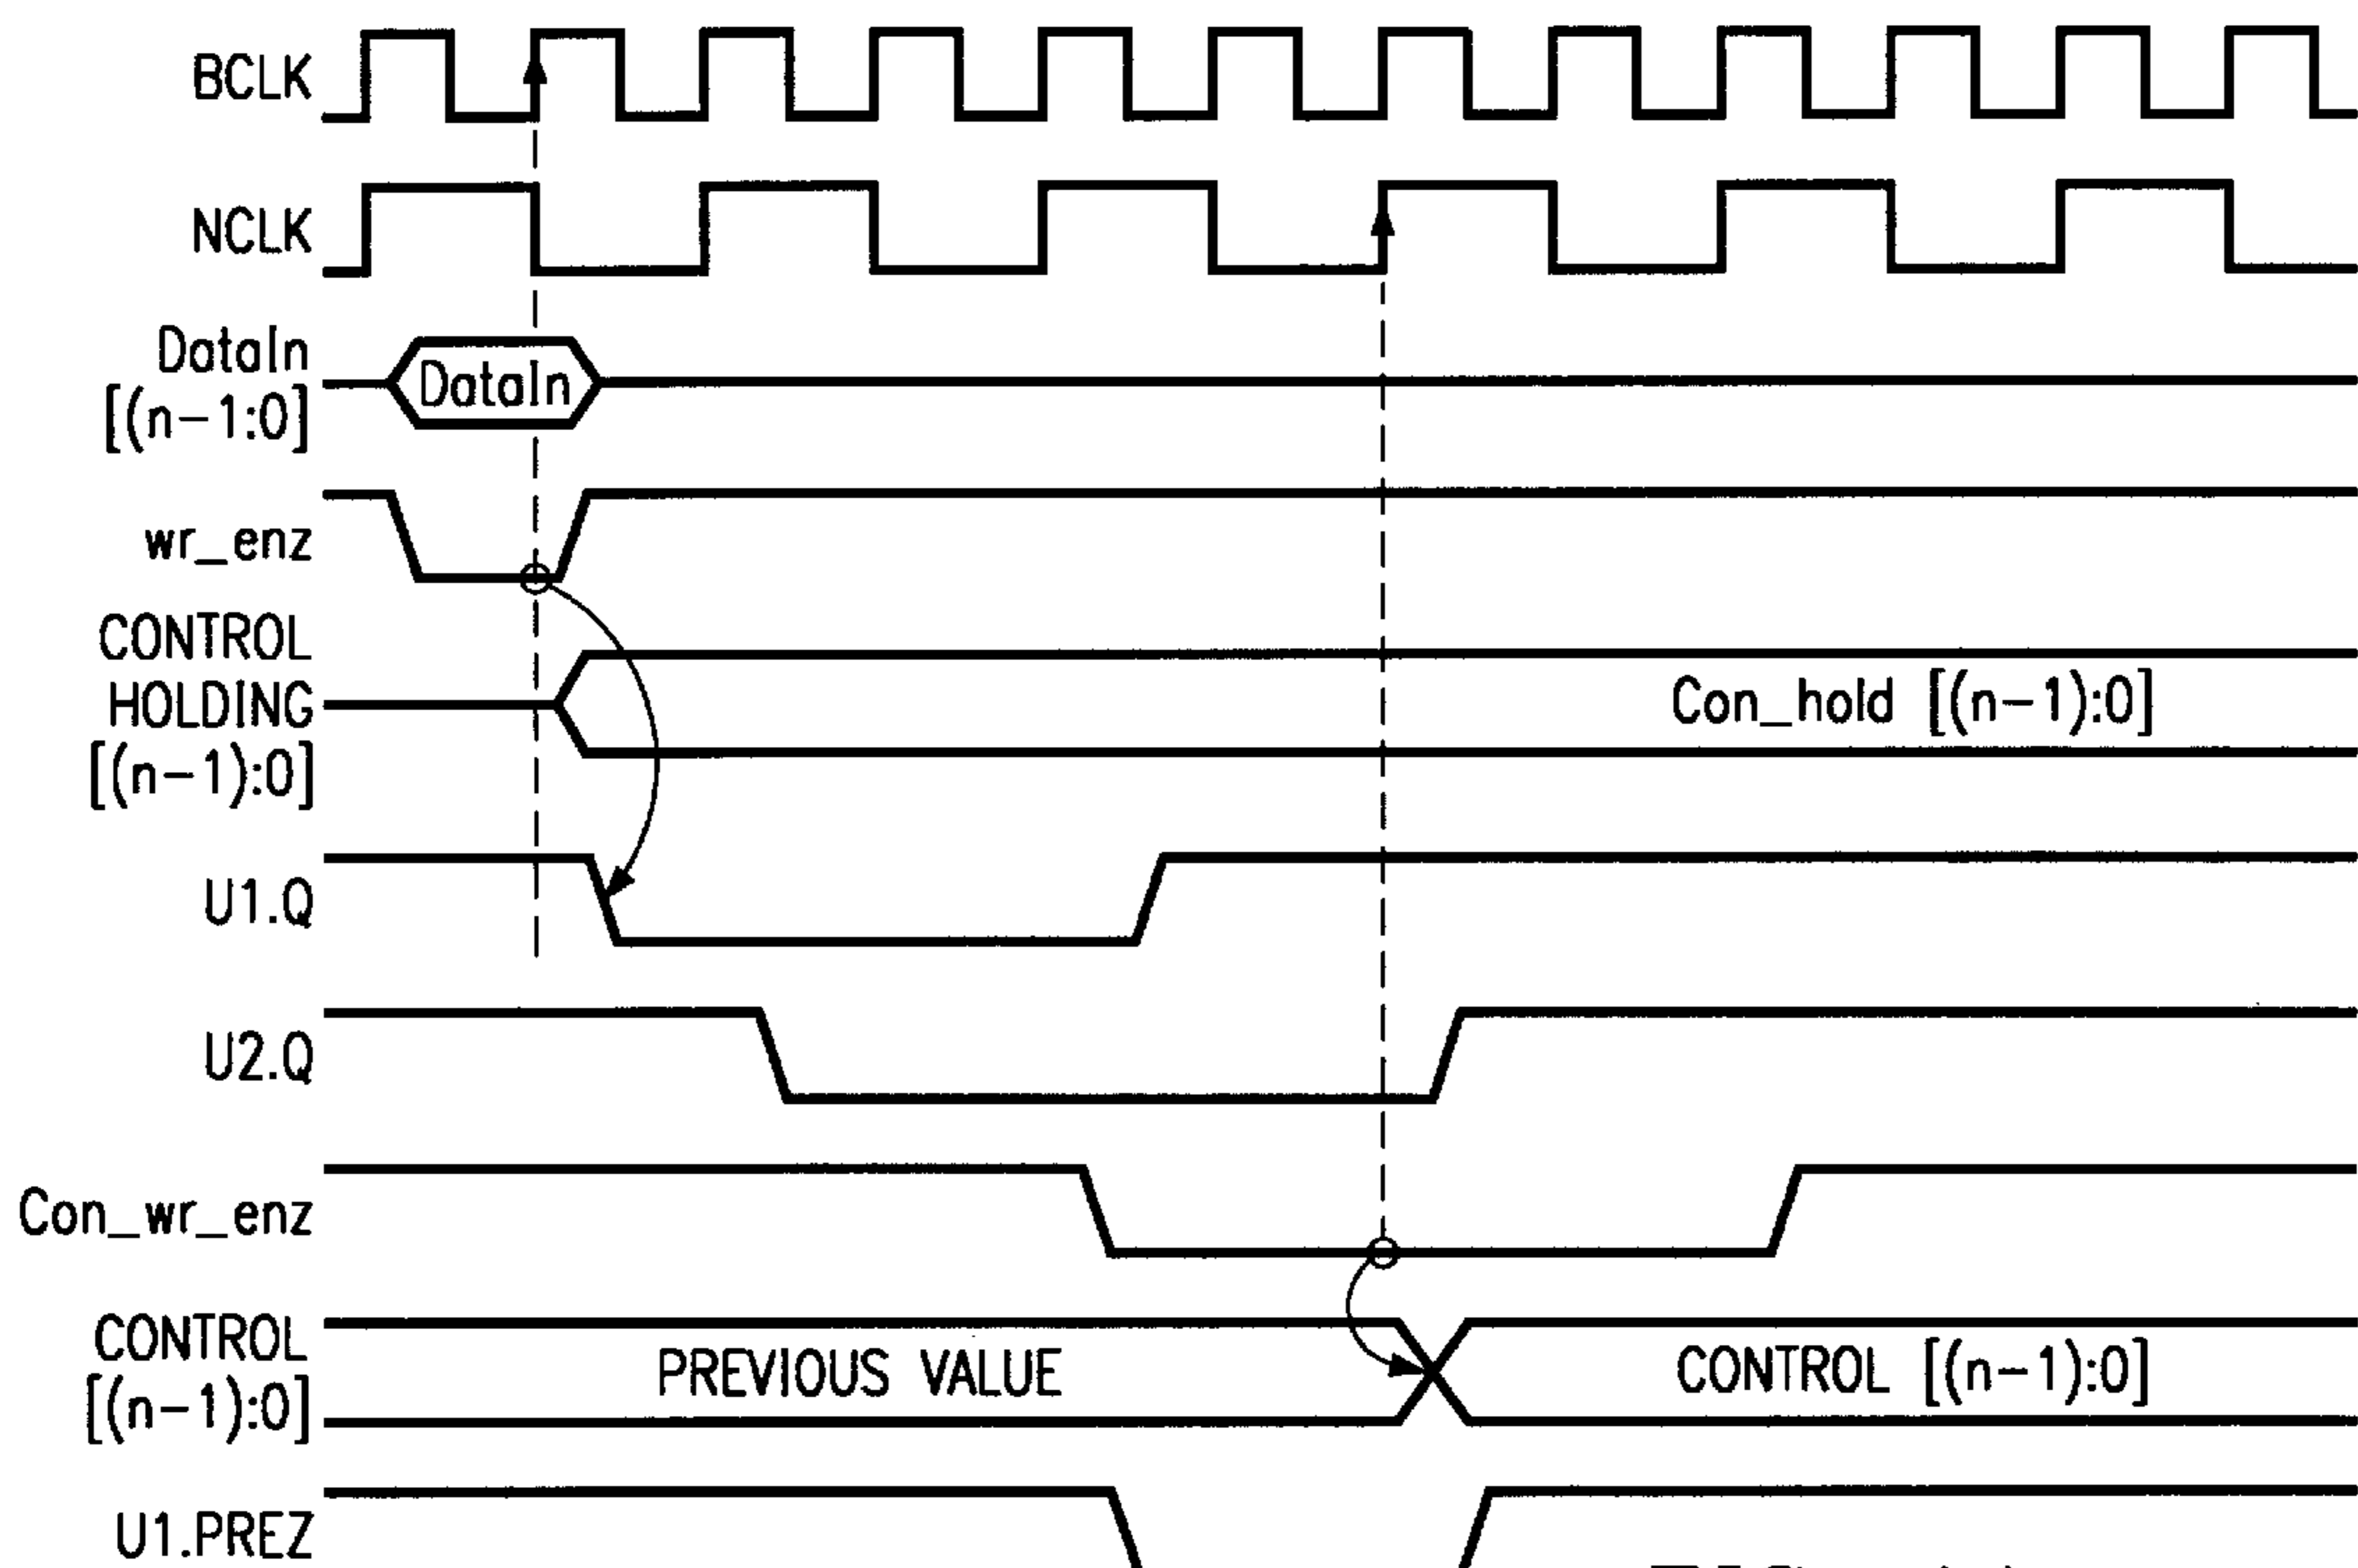 BCLK
NCLK
DataIn
[(n-1:0]
DataIn
wr_enz
CONTROL
HOLDING
[(n-1):0]
Con_hold [(n-1):0]
U1.Q
U2.Q
Con_wr_enz
CONTROL
[(n-1):0]
PREVIOUS VALUE
CONTROL [(n-1):0]
U1.PREZ